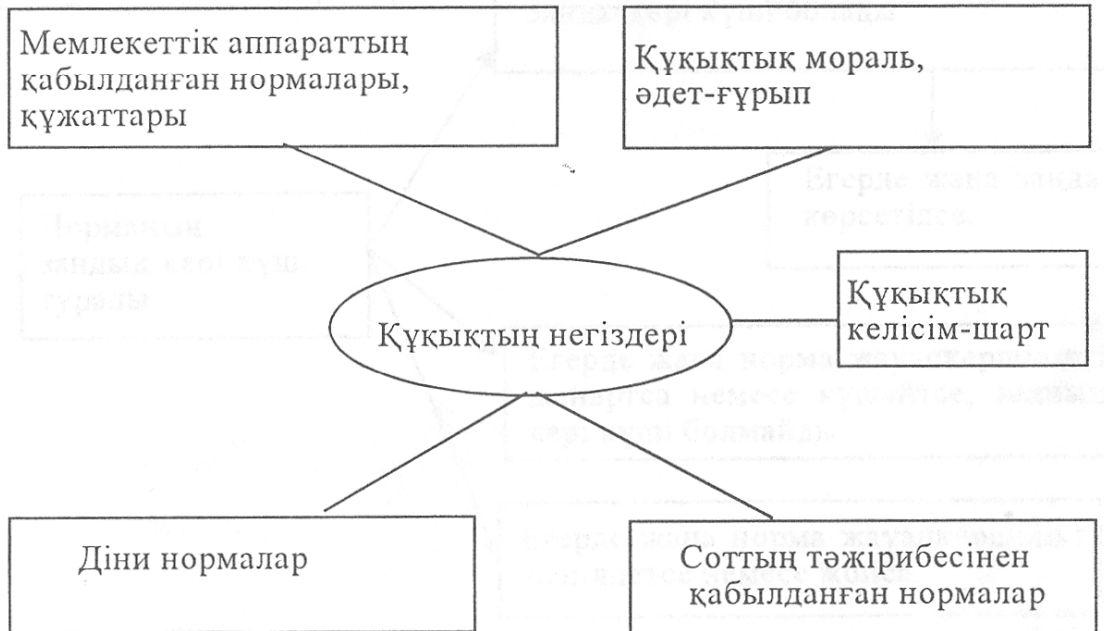 Мемлекеттік аппараттың
қабылданған нормалары,
құжаттары
Құқықтық мораль,
әдет-ғұрып
Құқықтың негіздері
Құқықтық
келісім-шарт
Діни нормалар
Соттың тәжірибесінен
қабылданған нормалар